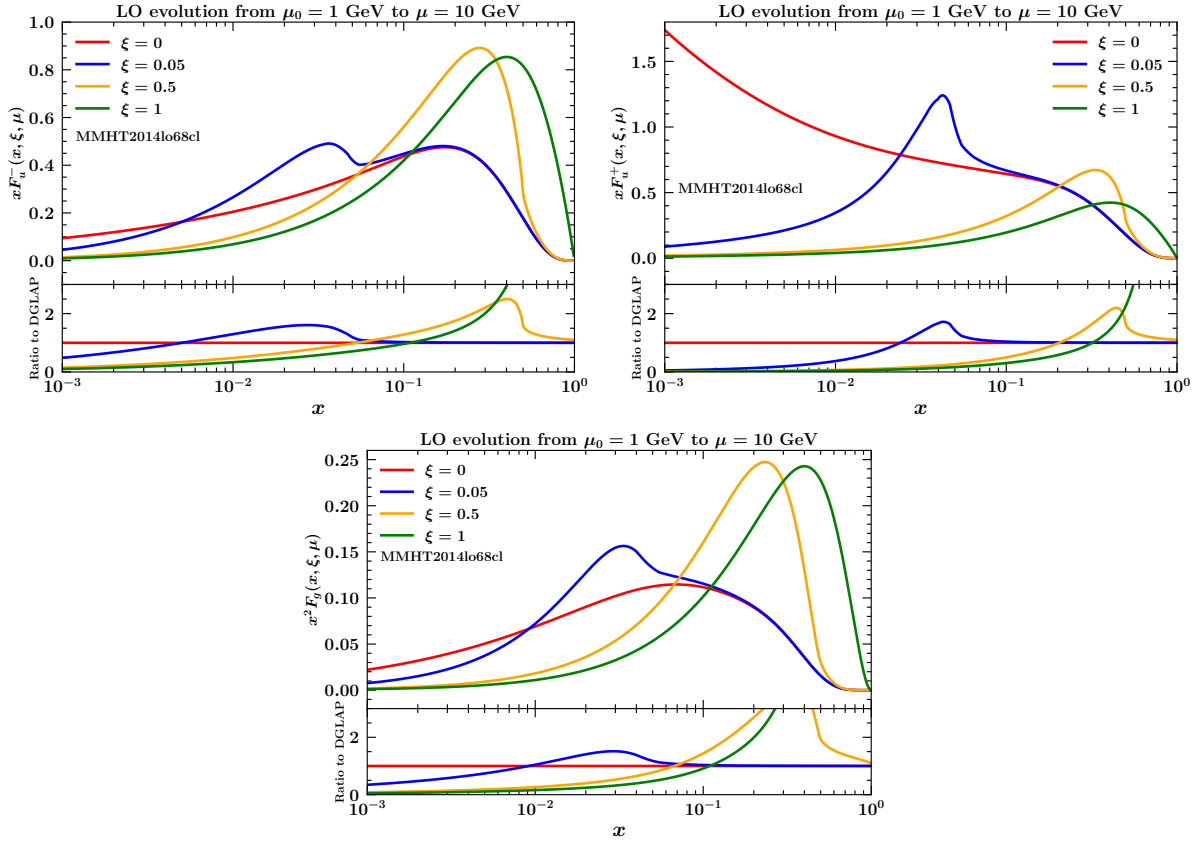 LO evolution from μ₀ = 1 GeV to μ = 10 GeV
1.0
0.8
0.6
0.4
0.2
0.0
xF_u^-(x, ξ, μ)
ξ = 0
ξ = 0.05
ξ = 0.5
ξ = 1
MMHT2014lo68cl
Ratio to DGLAP
2
0
10⁻³
10⁻²
10⁻¹
10⁰
x
LO evolution from μ₀ = 1 GeV to μ = 10 GeV
1.5
1.0
0.5
0.0
xF_u^+(x, ξ, μ)
ξ = 0
ξ = 0.05
ξ = 0.5
ξ = 1
MMHT2014lo68cl
Ratio to DGLAP
2
0
10⁻³
10⁻²
10⁻¹
10⁰
x
LO evolution from μ₀ = 1 GeV to μ = 10 GeV
0.25
0.20
0.15
0.10
0.05
0.00
x²F_g(x, ξ, μ)
ξ = 0
ξ = 0.05
ξ = 0.5
ξ = 1
MMHT2014lo68cl
Ratio to DGLAP
2
0
10⁻³
10⁻²
10⁻¹
10⁰
x